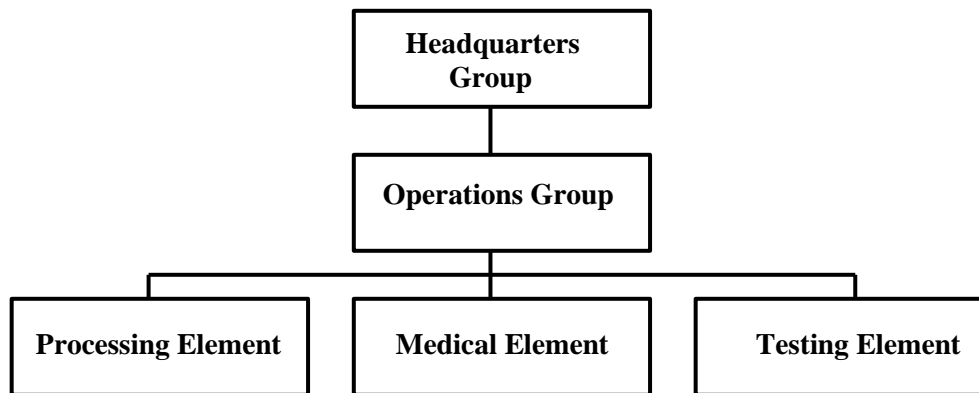 Headquarters
Group
Operations Group
Processing Element
Medical Element
Testing Element